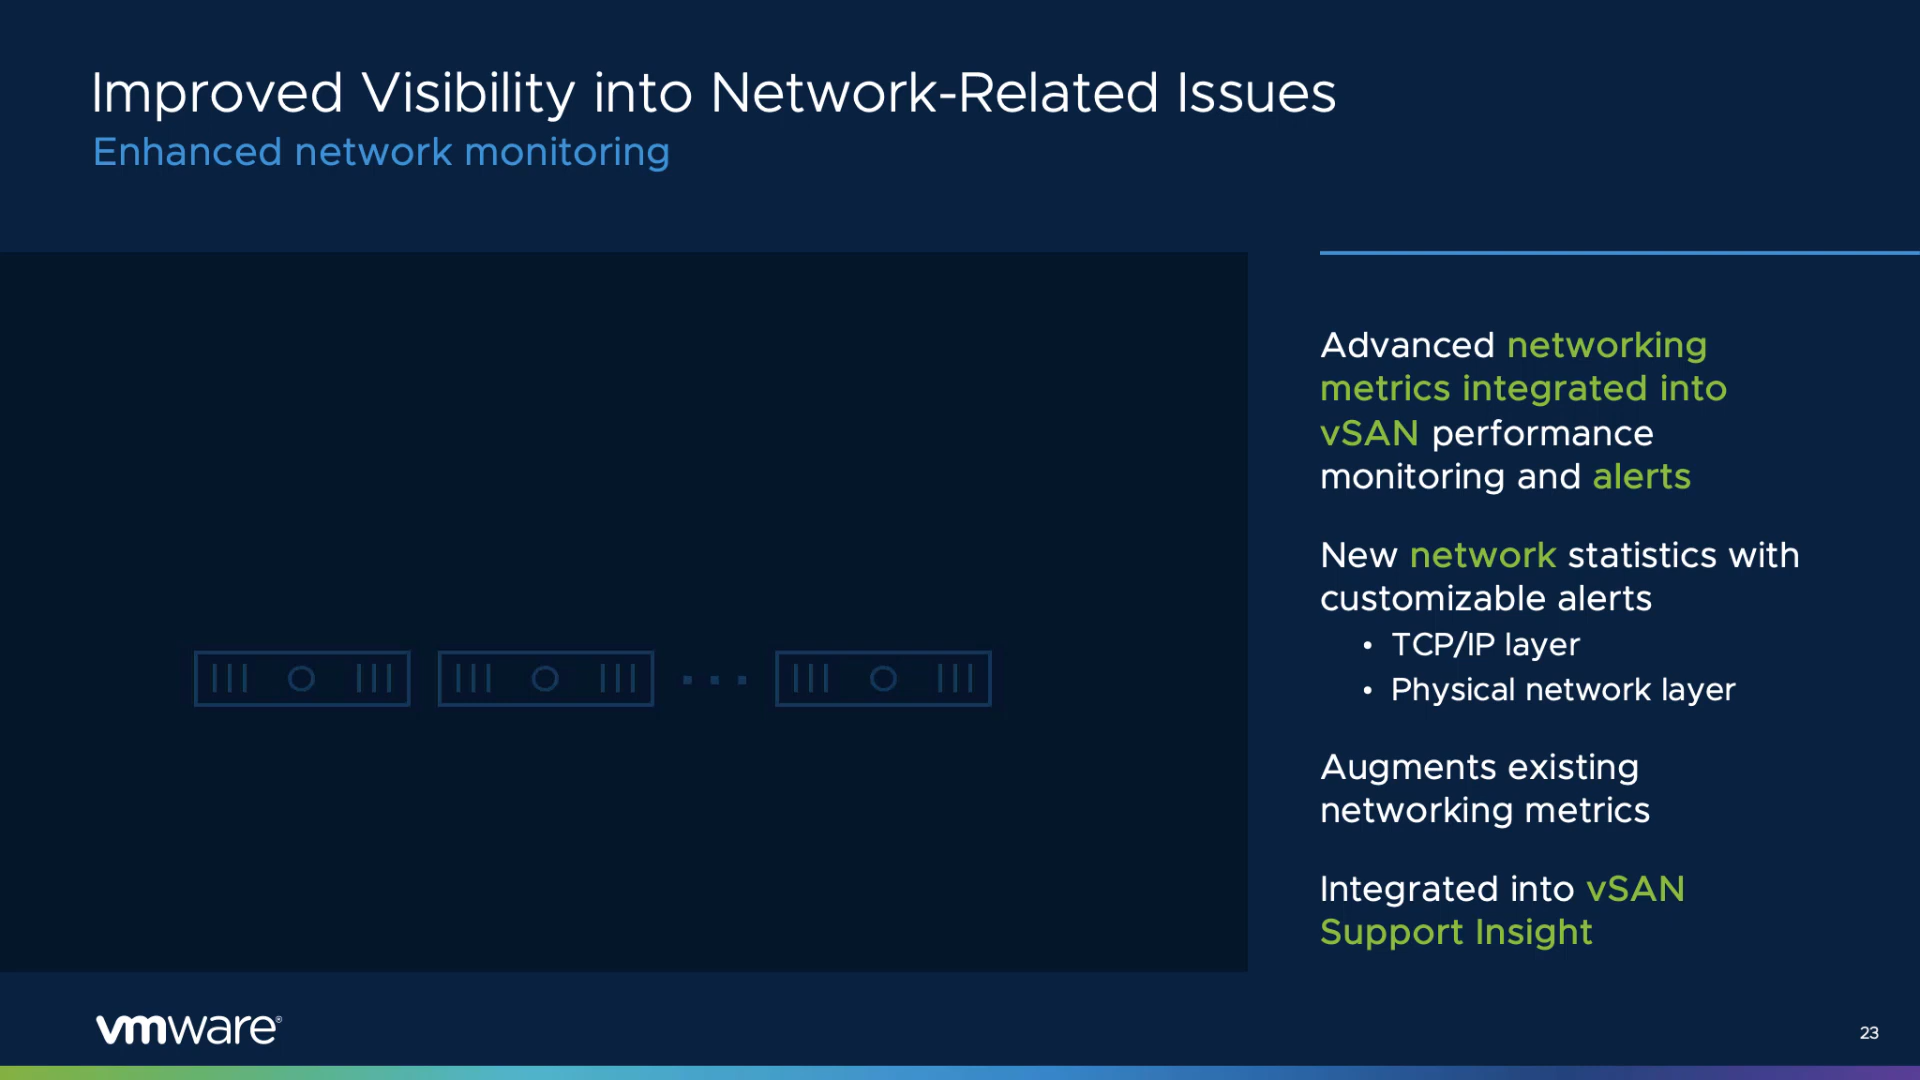 Improved Visibility into Network-Related Issues
Enhanced network monitoring
Advanced networking
metrics integrated into
vSAN performance
monitoring and alerts
New network statistics with
customizable alerts
• TCP/IP layer
• Physical network layer
Augments existing
networking metrics
Integrated into vSAN
Support Insight
vmware®
23